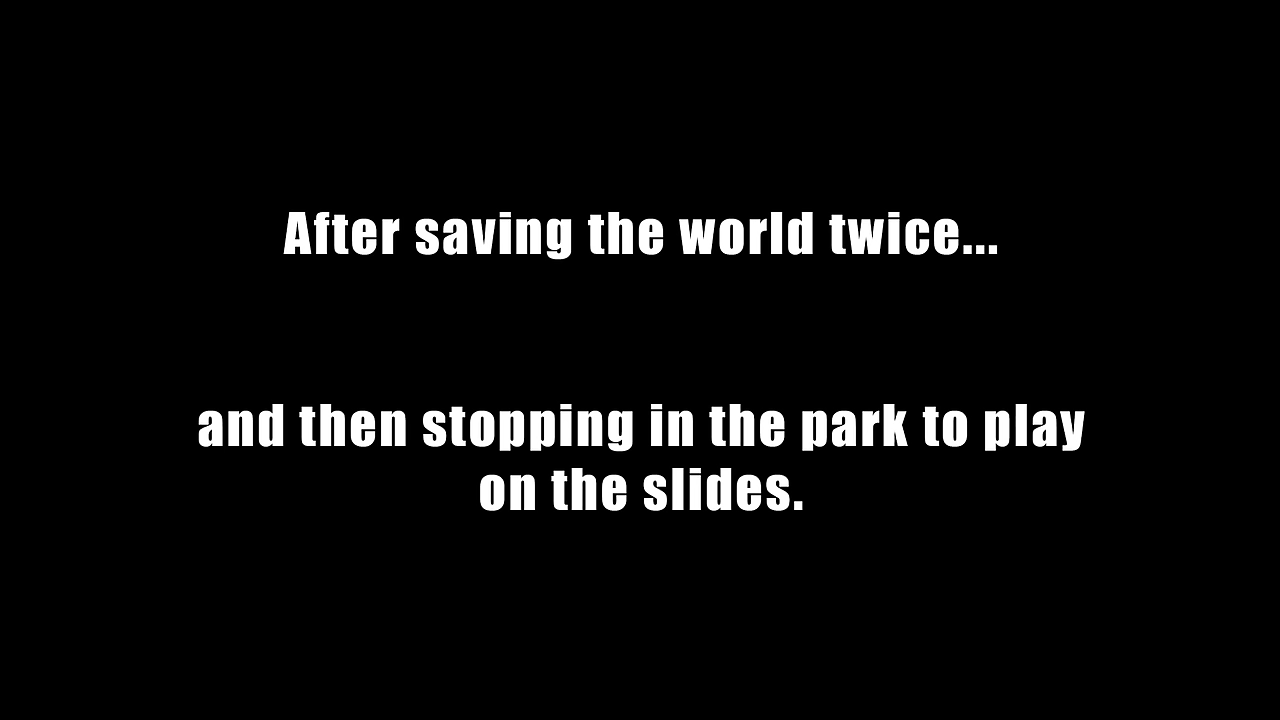 After saving the world twice...
and then stopping in the park to play
on the slides.